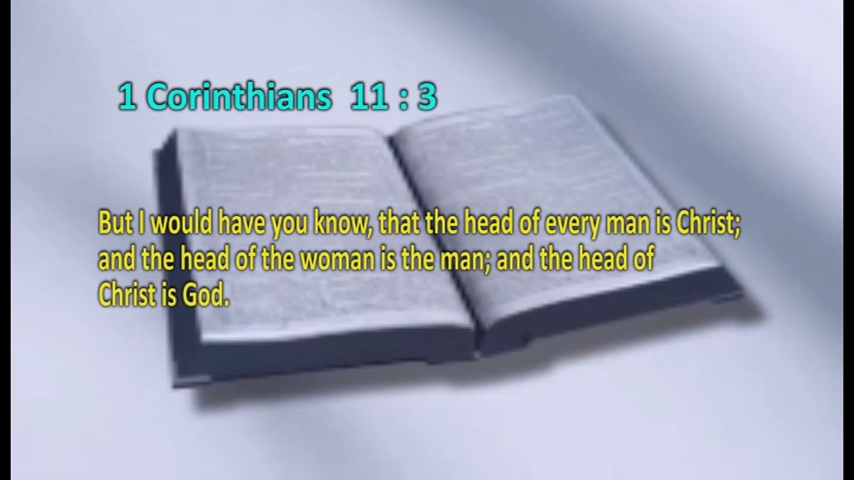 1 Corinthians 11 : 3
But I would have you know, that the head of every man is Christ;
and the head of the woman is the man; and the head of
Christ is God.